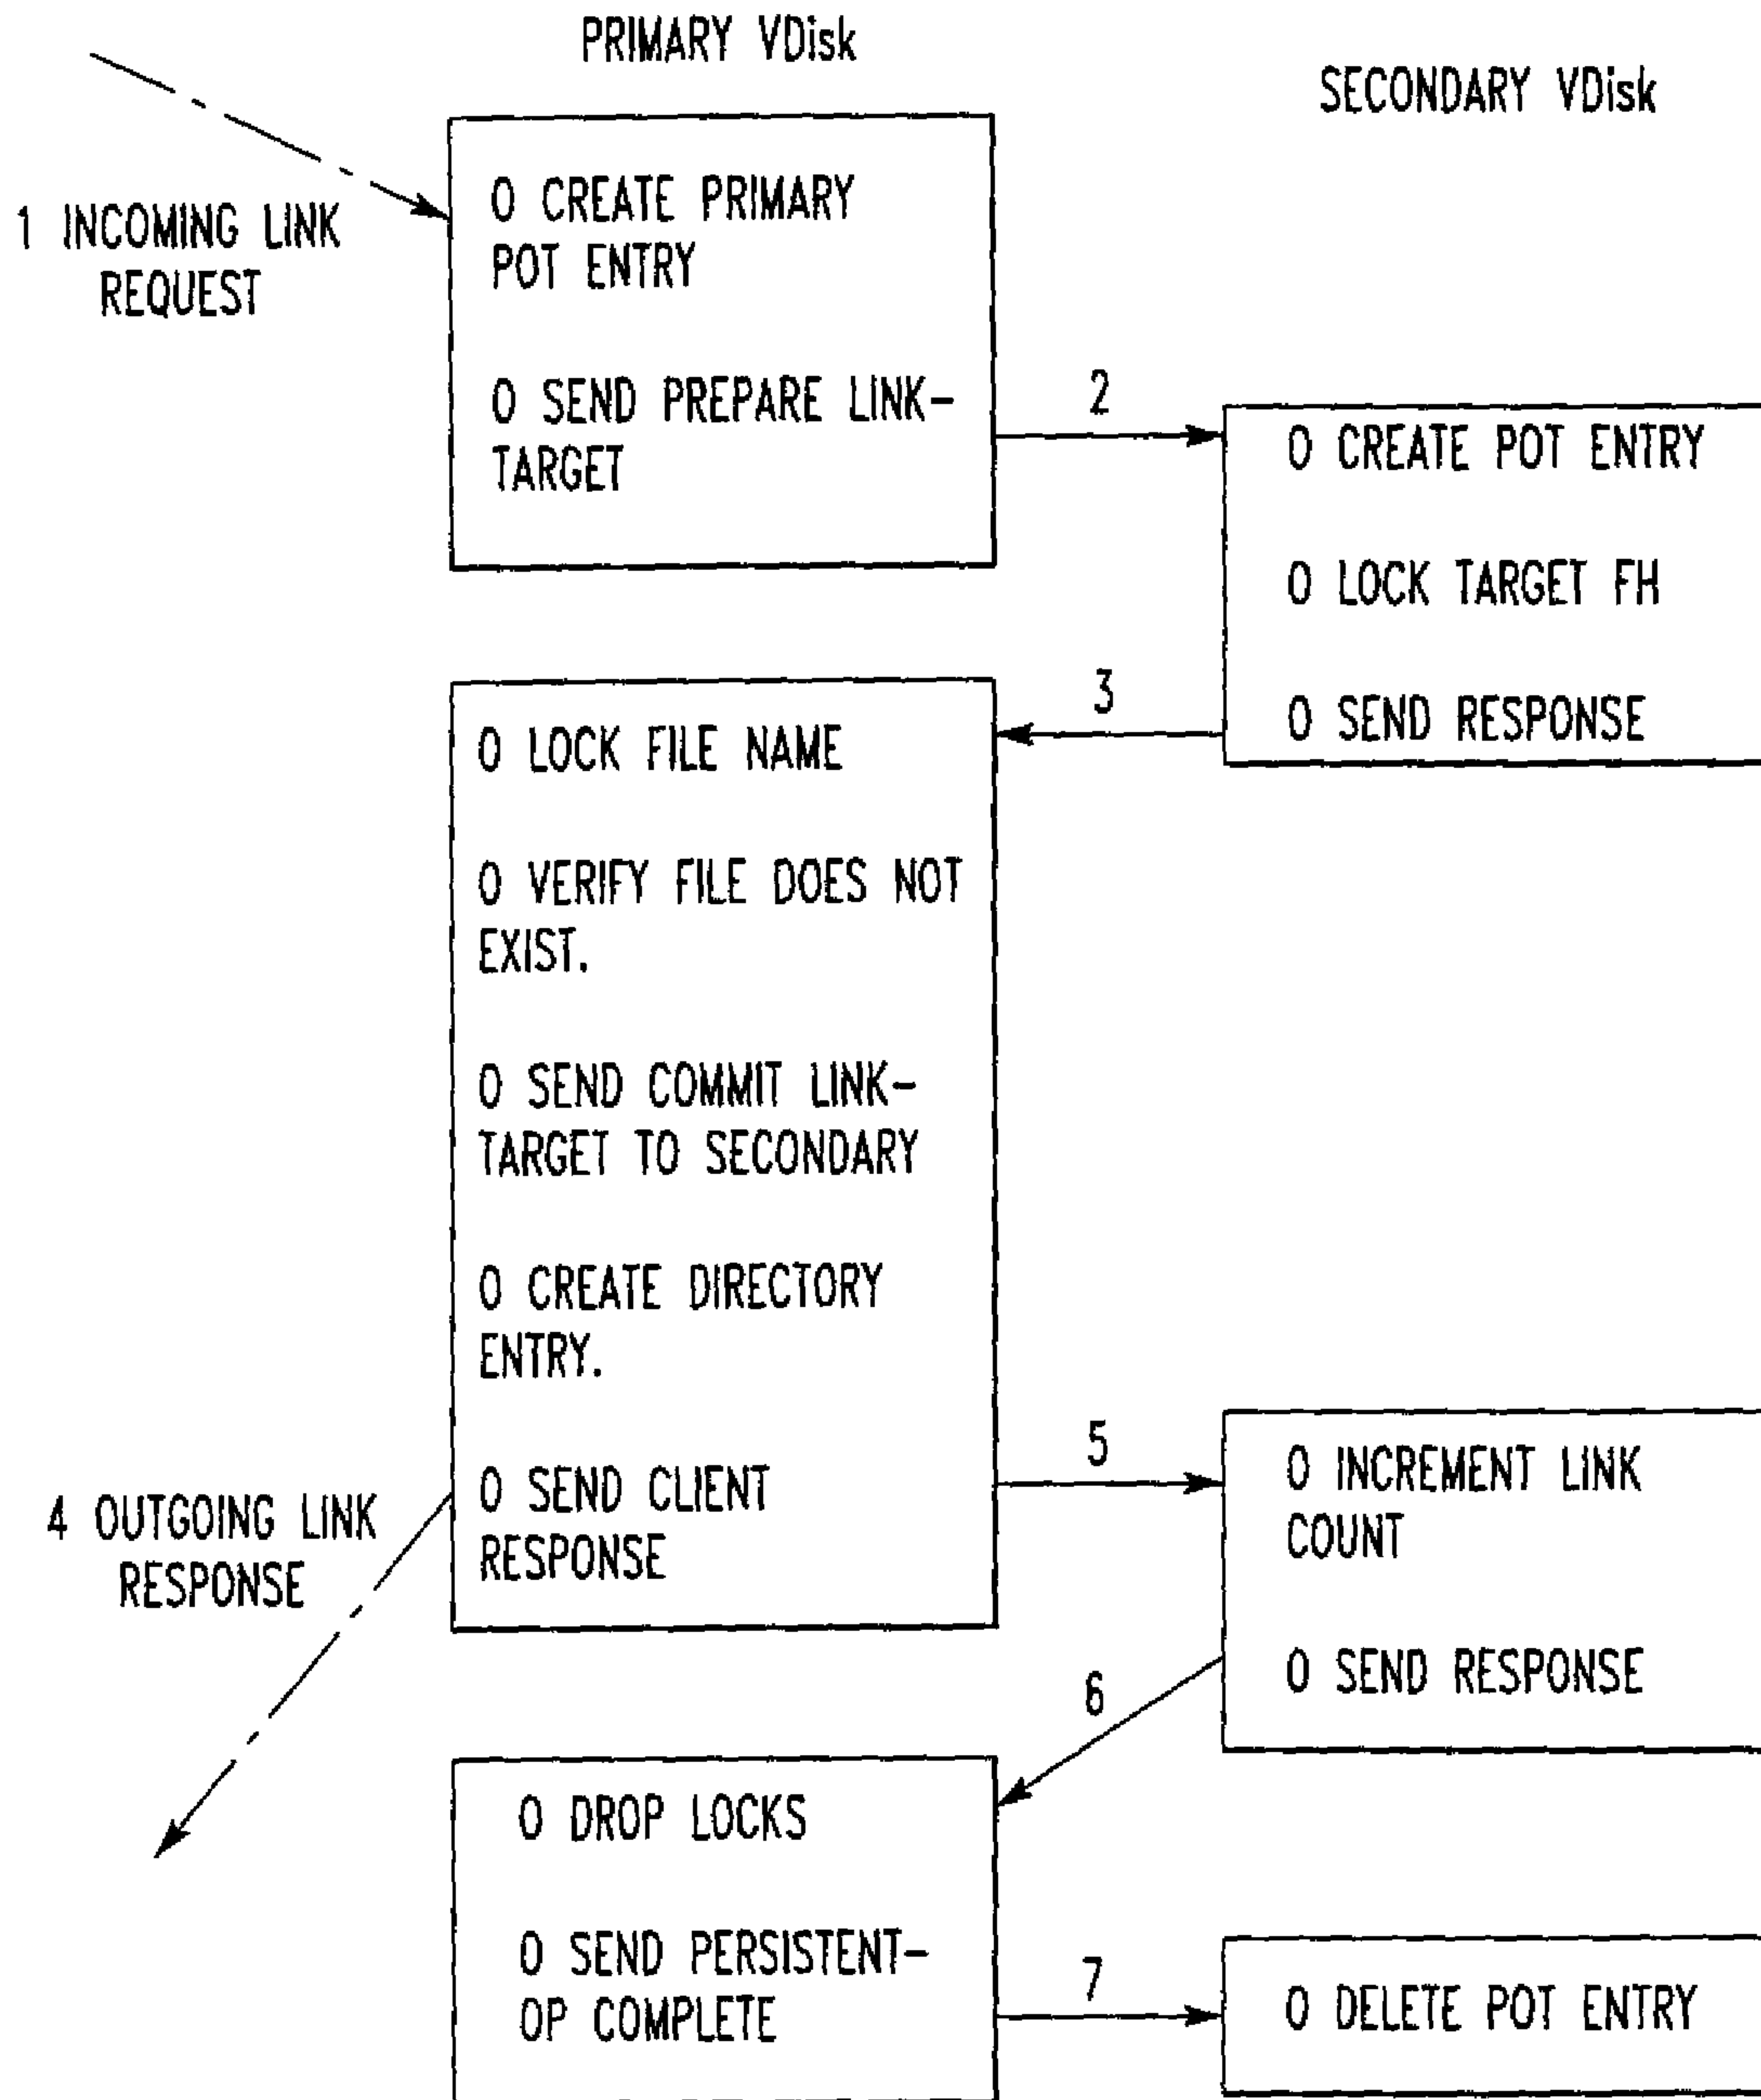 PRIMARY VDisk
SECONDARY VDisk
1 INCOMING LINK
REQUEST
O CREATE PRIMARY
POT ENTRY
O SEND PREPARE LINK-
TARGET
2
O CREATE POT ENTRY
O LOCK TARGET FH
O SEND RESPONSE
3
O LOCK FILE NAME
O VERIFY FILE DOES NOT
EXIST.
O SEND COMMIT LINK-
TARGET TO SECONDARY
O CREATE DIRECTORY
ENTRY.
O SEND CLIENT
RESPONSE
4 OUTGOING LINK
RESPONSE
5
O INCREMENT LINK
COUNT
O SEND RESPONSE
6
O DROP LOCKS
O SEND PERSISTENT-
OP COMPLETE
7
O DELETE POT ENTRY